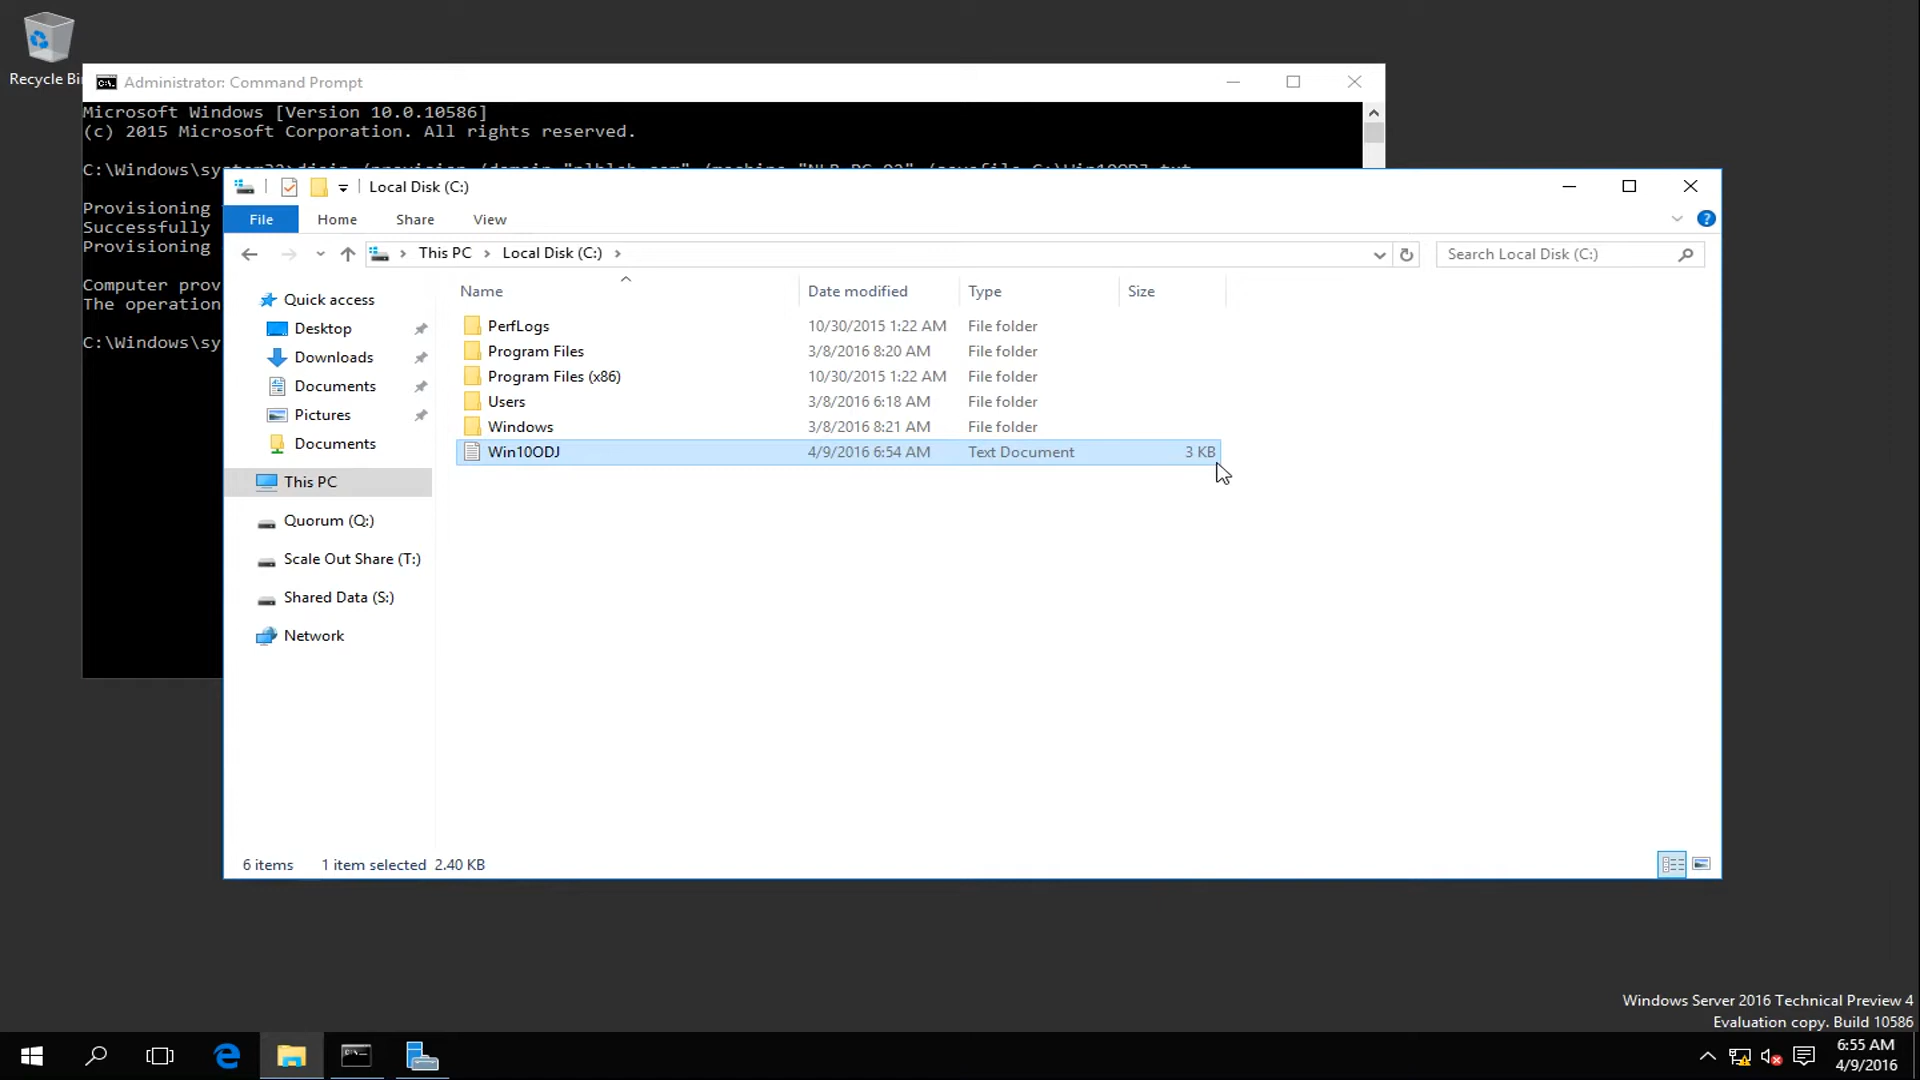 Recycle Bi
Administrator: Command Prompt
Microsoft Windows [Version 10.0.10586]
(c) 2015 Microsoft Corporation. All rights reserved.
C:\Windows\sy
Provisioning
Successfully
Provisioning
Computer prov
The operation
C:\Windows\sy
Local Disk (C:)
File
Home
Share
View
This PC
Local Disk (C:)
Search Local Disk (C:)
Name
Date modified
Type
Size
Quick access
Desktop
Downloads
Documents
Pictures
Documents
This PC
Quorum (Q:)
Scale Out Share (T:)
Shared Data (S:)
Network
PerfLogs 10/30/2015 1:22 AM File folder
Program Files 3/8/2016 8:20 AM File folder
Program Files (x86) 10/30/2015 1:22 AM File folder
Users 3/8/2016 6:18 AM File folder
Windows 3/8/2016 8:21 AM File folder
Win10ODJ 4/9/2016 6:54 AM Text Document 3 KB
6 items 1 item selected 2.40 KB
Windows Server 2016 Technical Preview 4
Evaluation copy. Build 10586
6:55 AM
4/9/2016